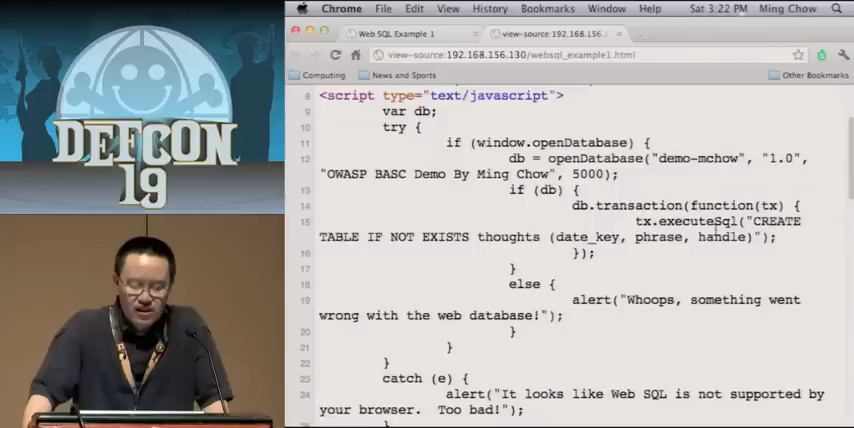 DEFCON
19
Chrome File Edit View History Bookmarks Window Help Sat 3:22 PM Ming Chow
Web SQL Example 1
view-source:192.168.156.
view-source:192.168.156.130/websql_example1.html
Computing News and Sports Other Bookmarks
8 <script type="text/javascript">
9 var db;
10 try {
11 if (window.openDatabase) {
12 db = openDatabase("demo-mchow", "1.0",
"OWASP BASC Demo By Ming Chow", 5000);
13 if (db) {
14 db.transaction(function(tx) {
15 tx.executeSql("CREATE
TABLE IF NOT EXISTS thoughts (date_key, phrase, handle)");
16 });
17 }
18 else {
19 alert("Whoops, something went
wrong with the web database!");
20 }
21 }
22 }
23 catch (e) {
24 alert("It looks like Web SQL is not supported by
your browser. Too bad!");
}